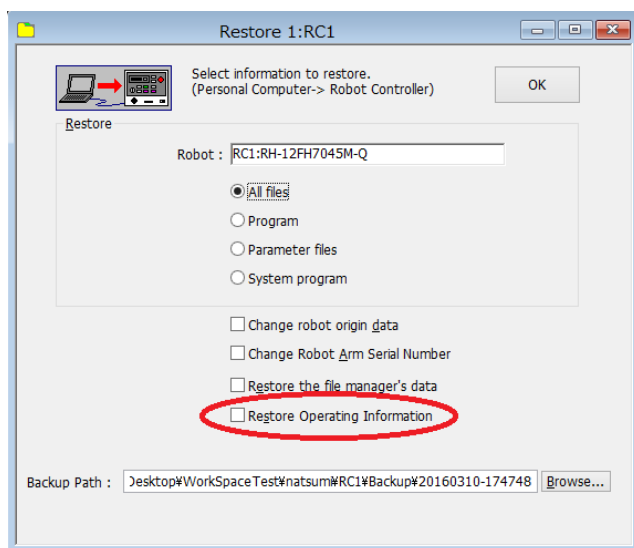 Restore 1:RC1
Select information to restore.
(Personal Computer-> Robot Controller)
OK
Restore
Robot : RC1:RH-12FH7045M-Q
All files
Program
Parameter files
System program
Change robot origin data
Change Robot Arm Serial Number
Restore the file manager's data
Restore Operating Information
Backup Path : Desktop¥WorkSpaceTest¥natsum¥RC1¥Backup¥20160310-174748 Browse...